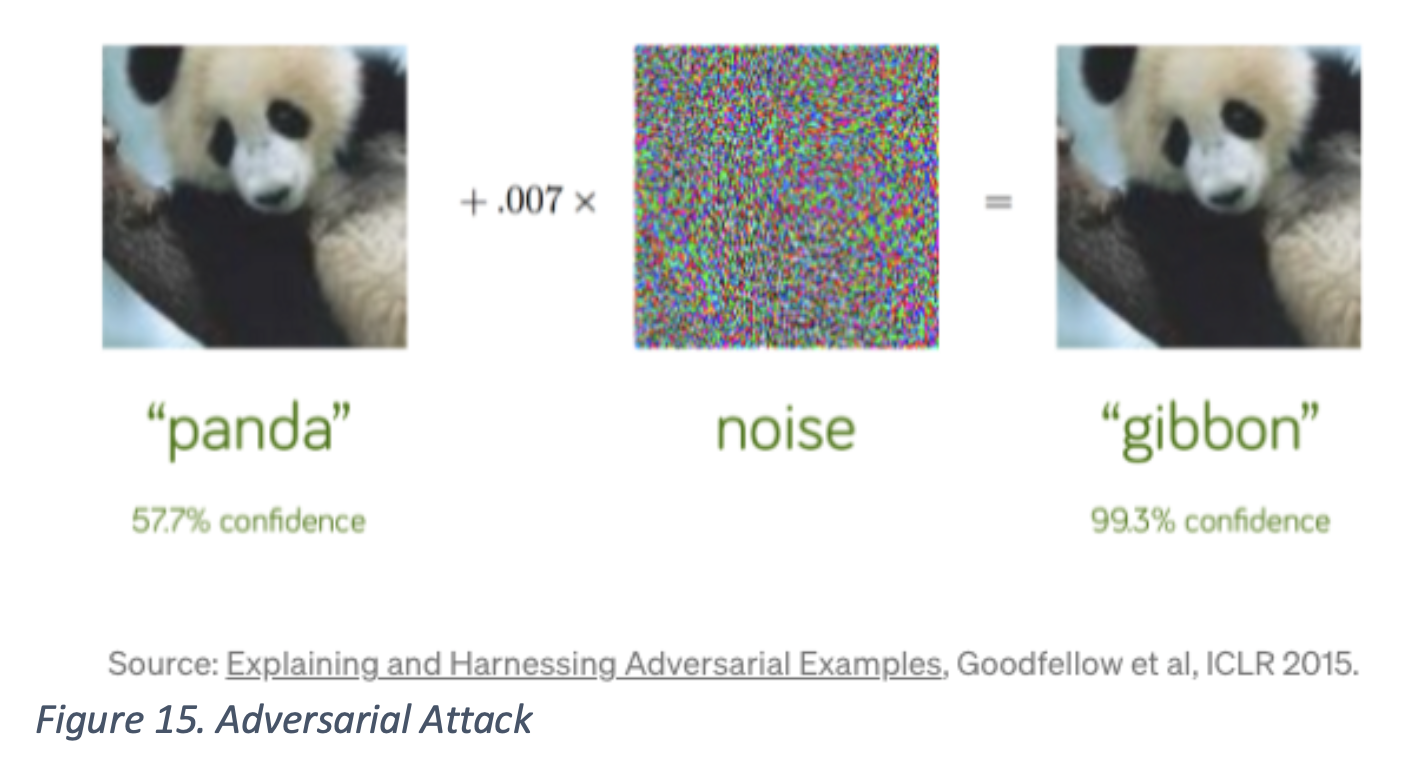 + .007 ×
=
“panda”
noise
“gibbon”
57.7% confidence
99.3% confidence
Source: Explaining and Harnessing Adversarial Examples, Goodfellow et al, ICLR 2015.
Figure 15. Adversarial Attack